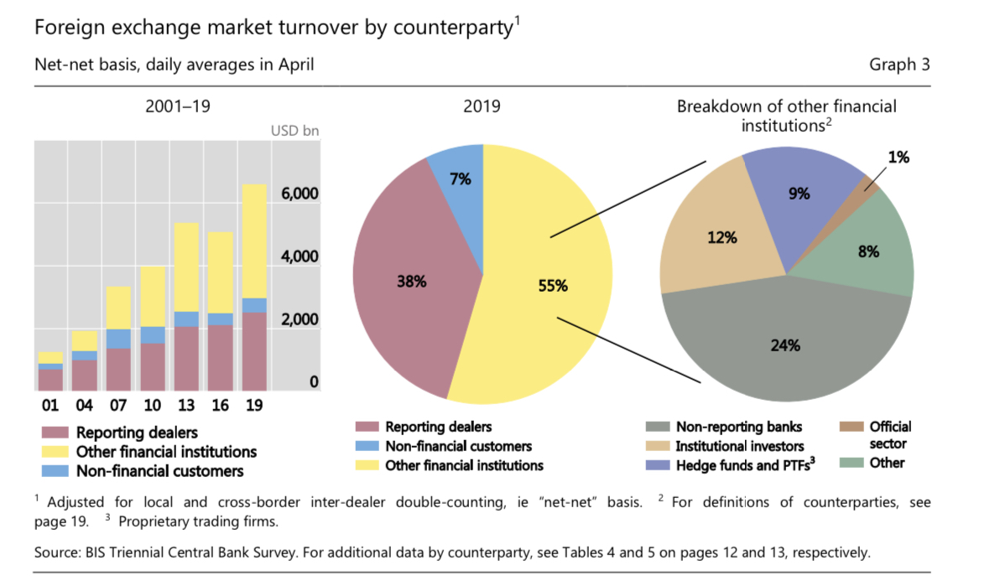 Foreign exchange market turnover by counterparty¹
Net-net basis, daily averages in April
Graph 3
2001–19
USD bn
6,000
4,000
2,000
0
01 04 07 10 13 16 19
Reporting dealers
Other financial institutions
Non-financial customers
2019
7%
38%
55%
Reporting dealers
Non-financial customers
Other financial institutions
Breakdown of other financial
institutions²
1%
9%
12%
8%
24%
Non-reporting banks
Institutional investors
Hedge funds and PTFs³
Official
sector
Other
¹ Adjusted for local and cross-border inter-dealer double-counting, ie "net-net" basis. ² For definitions of counterparties, see
page 19. ³ Proprietary trading firms.
Source: BIS Triennial Central Bank Survey. For additional data by counterparty, see Tables 4 and 5 on pages 12 and 13, respectively.